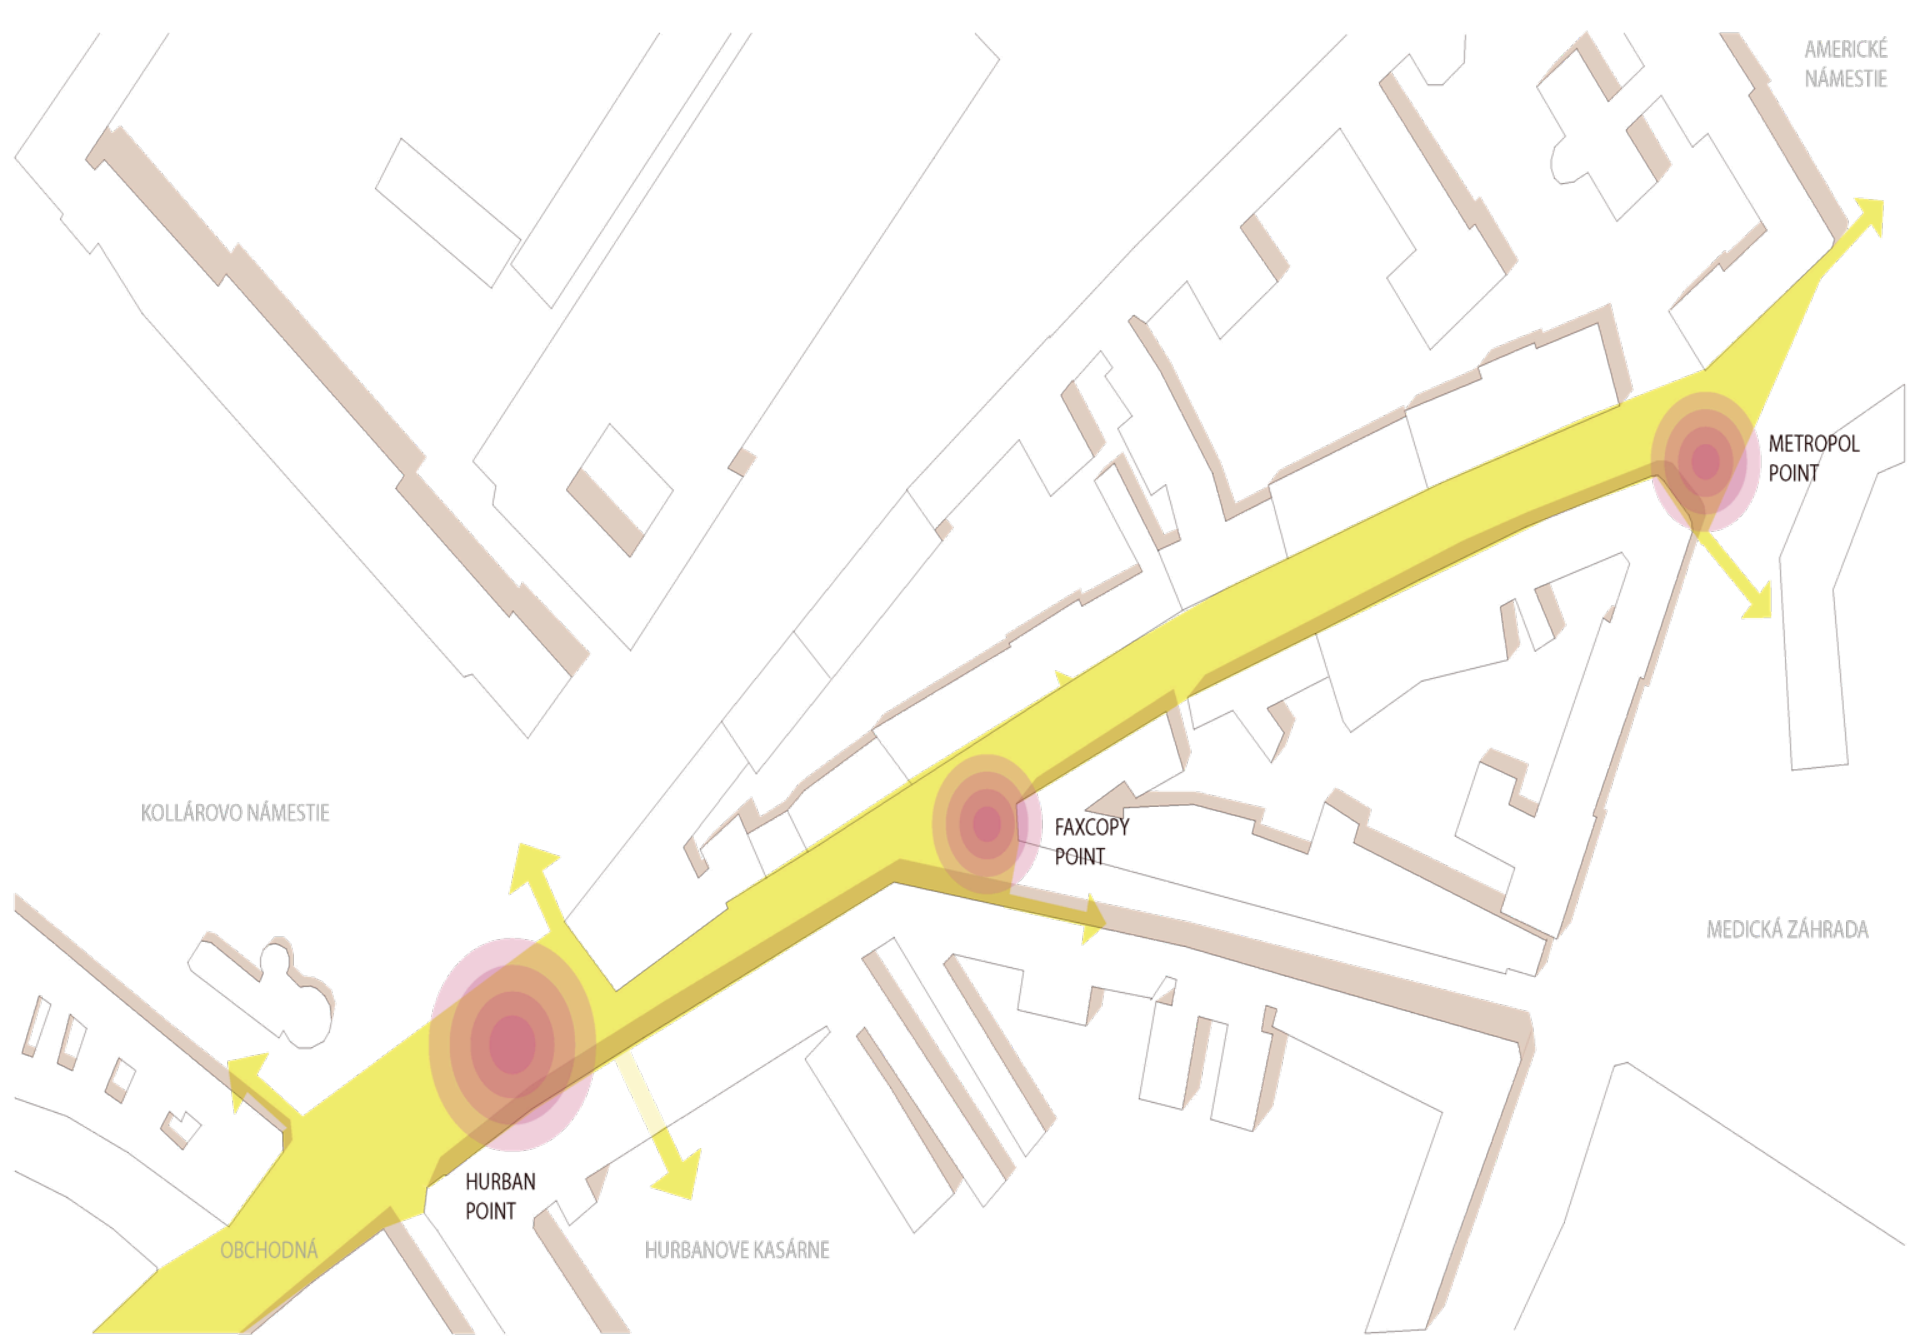 AMERICKÉ
NÁMESTIE
METROPOL
POINT
KOLLÁROVO NÁMESTIE
FAXCOPY
POINT
MEDICKÁ ZÁHRADA
HURBAN
POINT
OBCHODNÁ
HURBANOVE KASÁRNE